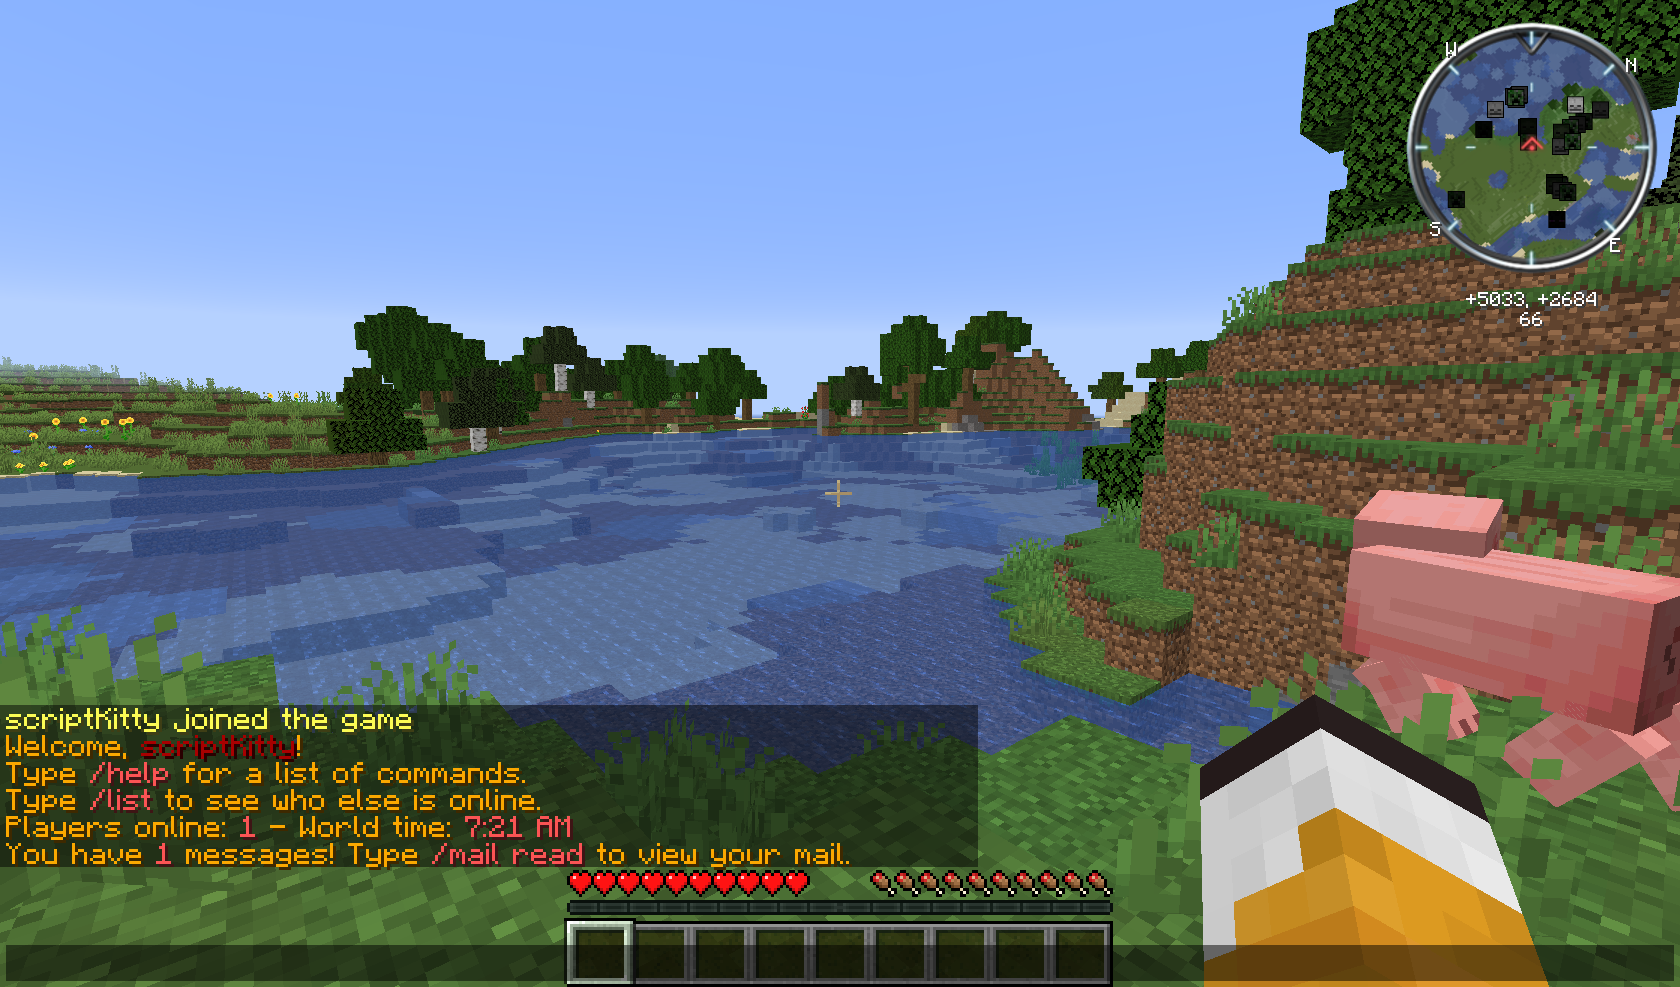 W
N
S
E
+5033, +2684
66
scriptKitty joined the game
Welcome, scriptKitty!
Type /help for a list of commands.
Type /list to see who else is online.
Players online: 1 - World time: 7:21 AM
You have 1 messages! Type /mail read to view your mail.